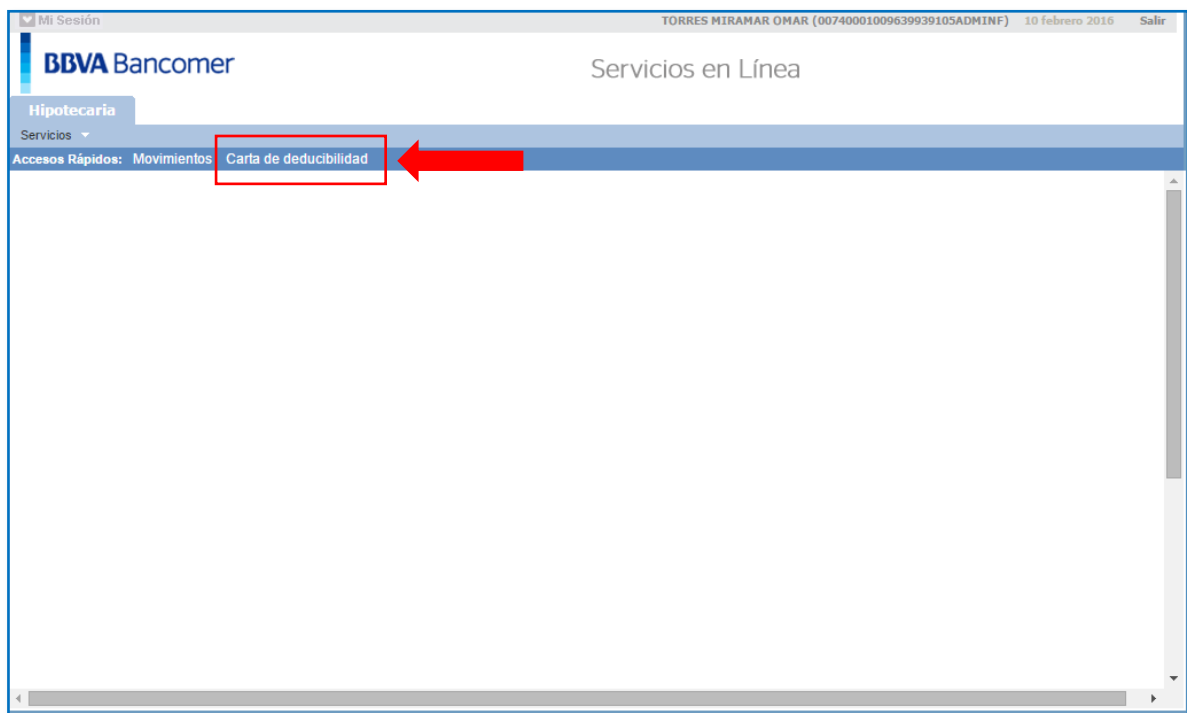 Mi Sesión TORRES MIRAMAR OMAR (00740001009639939105ADMINF) 10 febrero 2016 Salir
BBVA Bancomer Servicios en Línea
Hipotecaria
Servicios
Accesos Rápidos: Movimientos Carta de deducibilidad